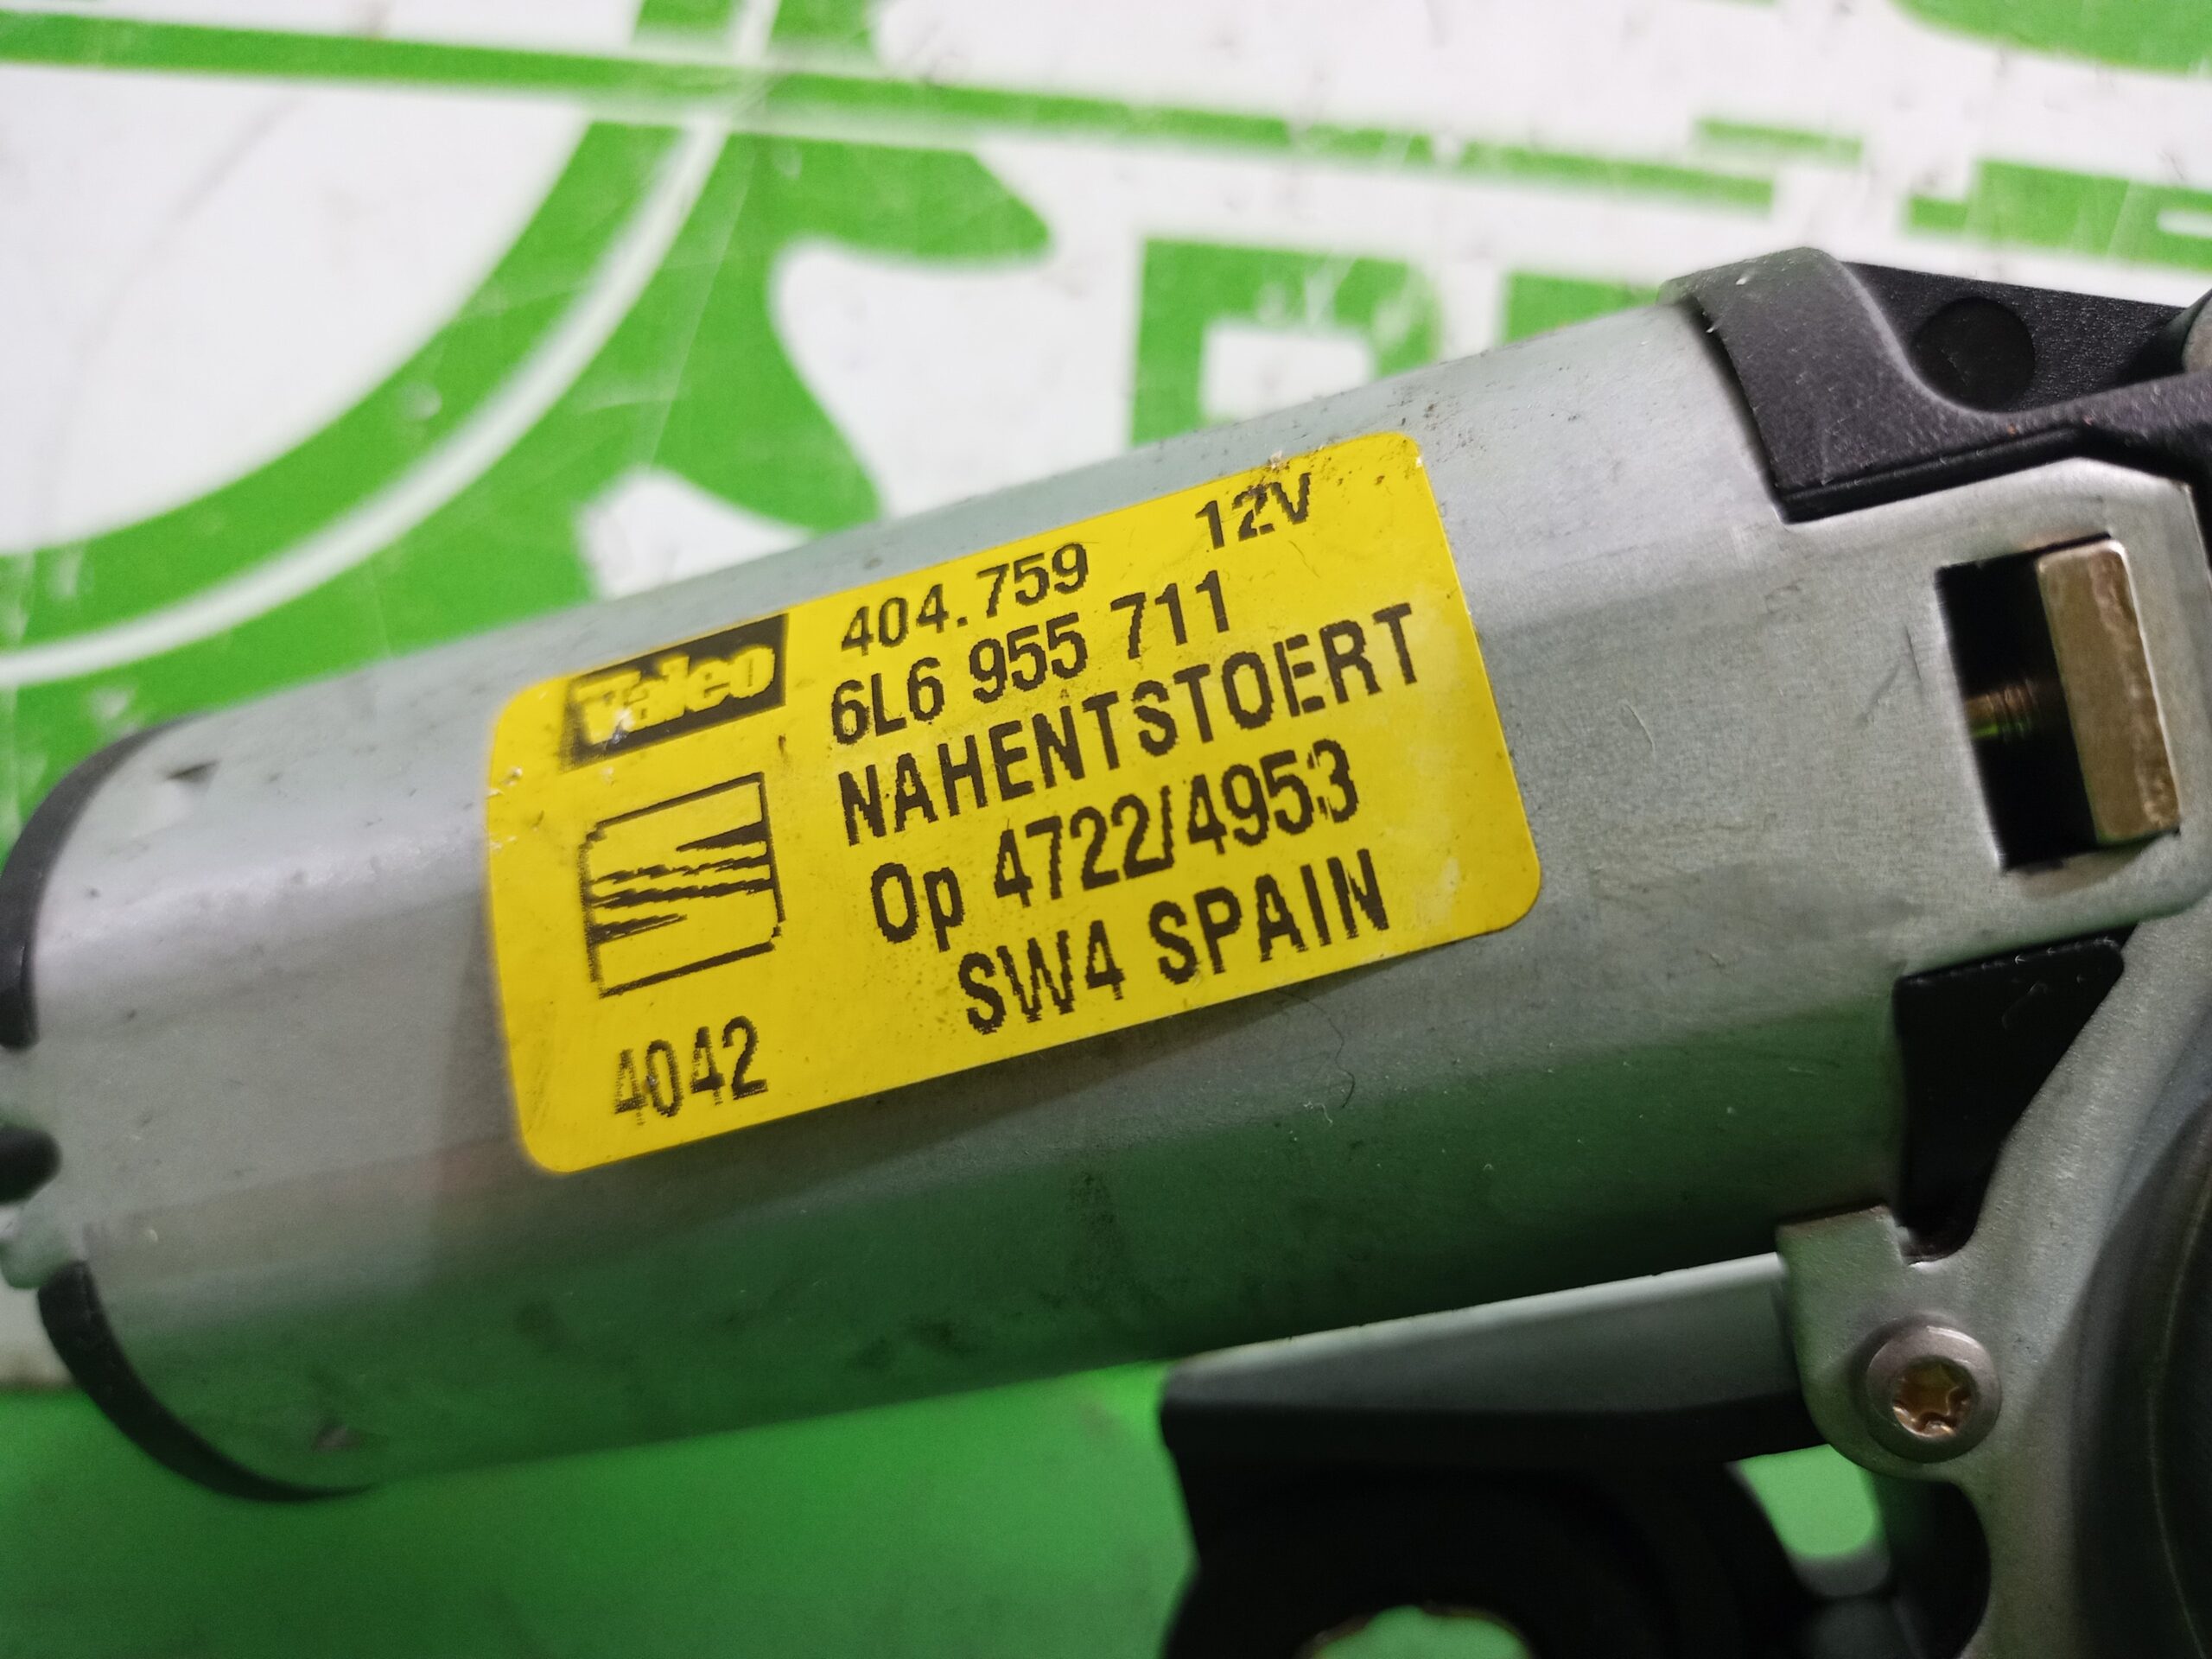 Valeo
404.759 12V
6L6 955 711
NAHENTSTOERT
Op 4722/4953
SW4 SPAIN
4042